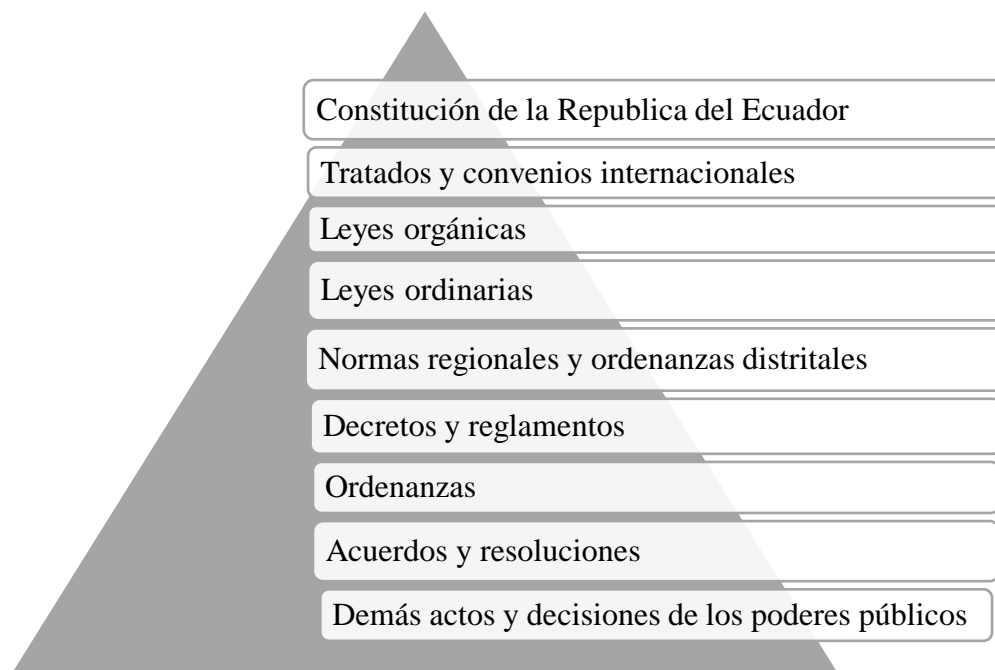 Constitución de la Republica del Ecuador
Tratados y convenios internacionales
Leyes orgánicas
Leyes ordinarias
Normas regionales y ordenanzas distritales
Decretos y reglamentos
Ordenanzas
Acuerdos y resoluciones
Demás actos y decisiones de los poderes públicos